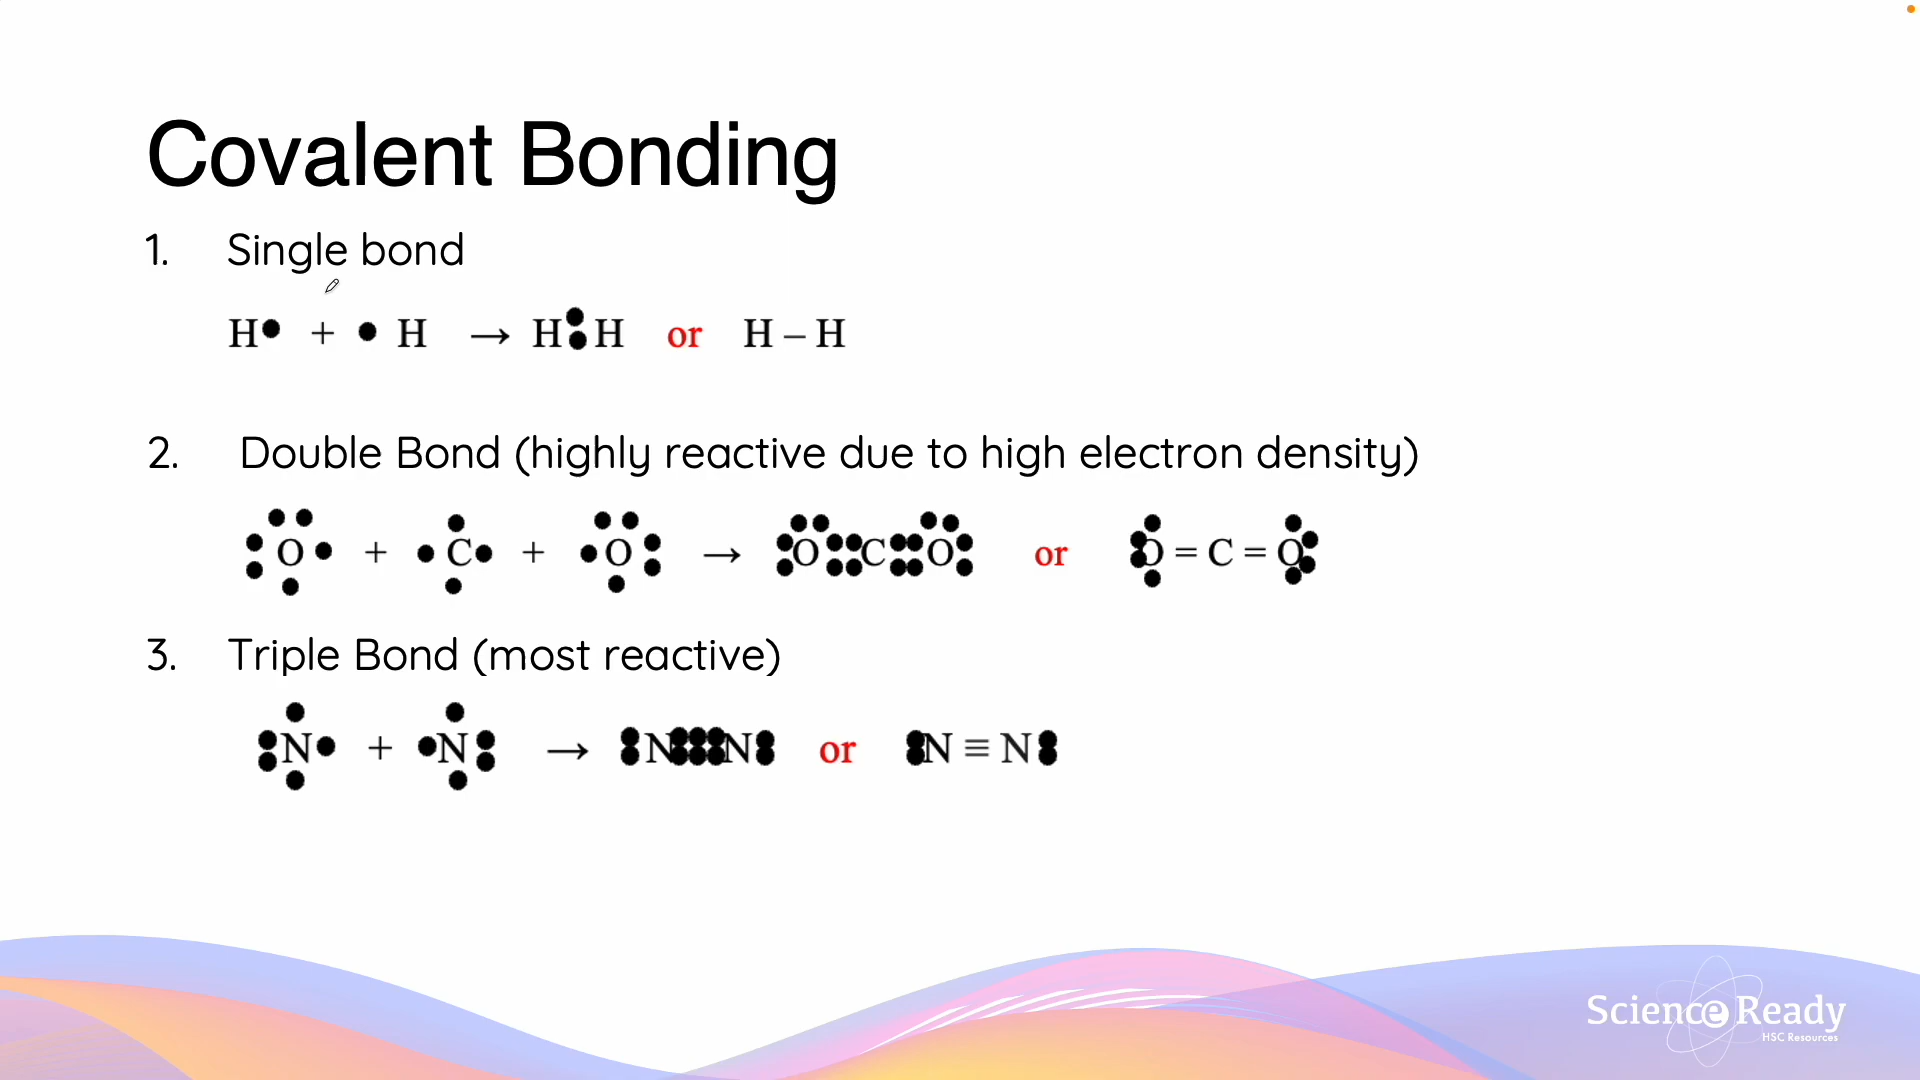 Covalent Bonding
1. Single bond
H• + • H → H:H or H – H
2. Double Bond (highly reactive due to high electron density)
O + C + O → O::C::O or O = C = O
3. Triple Bond (most reactive)
N + N → N:::N or N ≡ N
Science Ready
HSC Resources